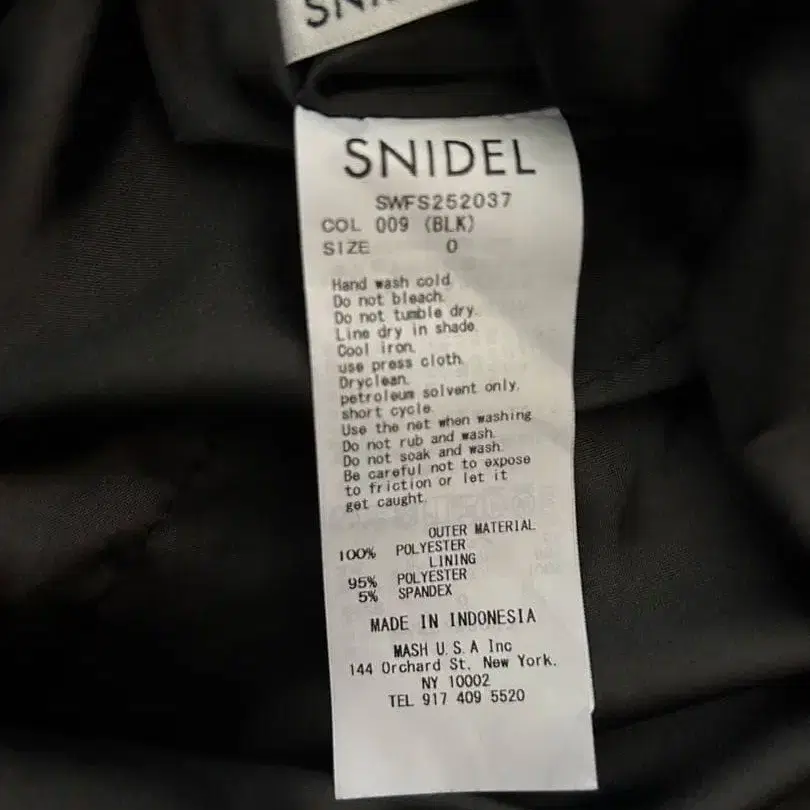 SNIDEL
SWFS252037
COL 009 (BLK)
SIZE 0
Hand wash cold
Do not bleach.
Do not tumble dry.
Line dry in shade.
Cool iron.
use press cloth.
Dryclean.
petroleum solvent only.
short cycle.
Use the net when washing
Do not rub and wash.
Do not soak and wash.
Be careful not to expose
to friction or let it
get caught.
OUTER MATERIAL
100% POLYESTER
LINING
95% POLYESTER
5% SPANDEX
MADE IN INDONESIA
MASH U.S.A Inc
144 Orchard St. New York.
NY 10002
TEL 917 409 5520